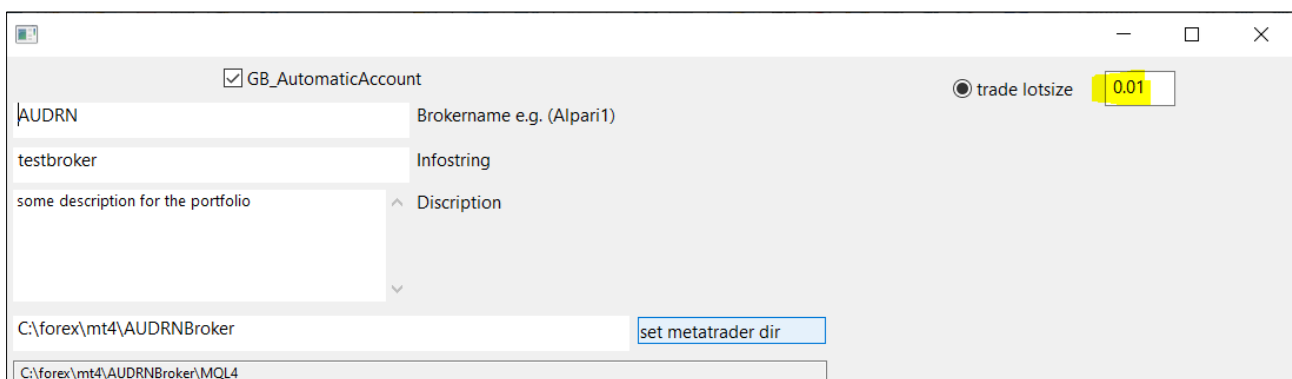 GB_AutomaticAccount
trade lotsize 0.01
AUDRN Brokername e.g. (Alpari1)
testbroker Infostring
some description for the portfolio Discription
C:\forex\mt4\AUDRNBroker set metatrader dir
C:\forex\mt4\AUDRNBroker\MQL4